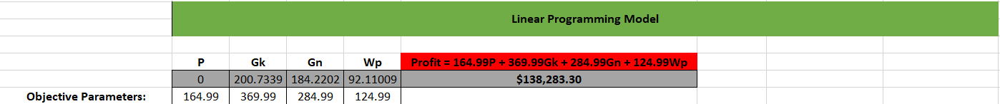 Linear Programming Model
P Gk Gn Wp Profit = 164.99P + 369.99Gk + 284.99Gn + 124.99Wp
0 200.7339 184.2202 92.11009 $138,283.30
Objective Parameters: 164.99 369.99 284.99 124.99